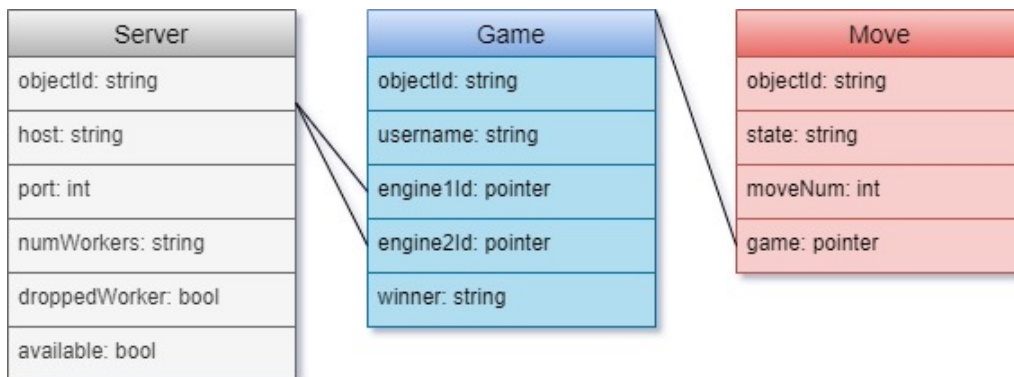 Server
objectId: string
host: string
port: int
numWorkers: string
droppedWorker: bool
available: bool
Game
objectId: string
username: string
engine1Id: pointer
engine2Id: pointer
winner: string
Move
objectId: string
state: string
moveNum: int
game: pointer